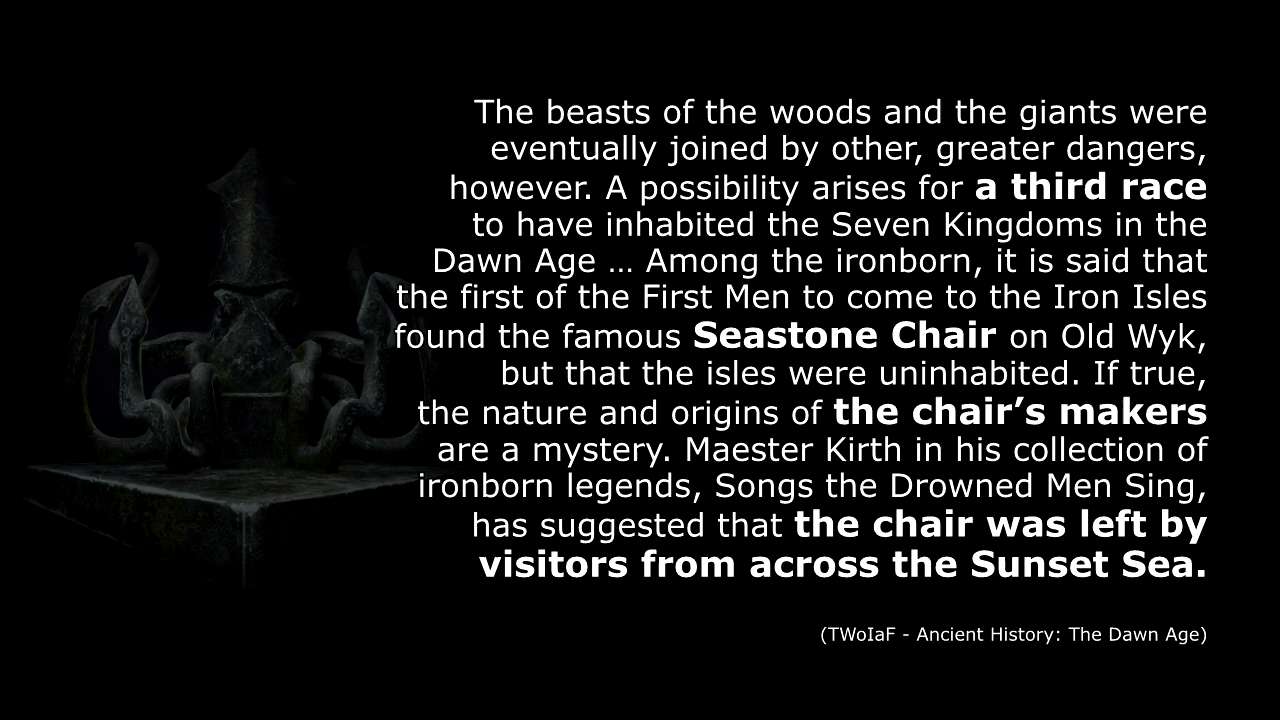 The beasts of the woods and the giants were
eventually joined by other, greater dangers,
however. A possibility arises for a third race
to have inhabited the Seven Kingdoms in the
Dawn Age … Among the ironborn, it is said that
the first of the First Men to come to the Iron Isles
found the famous Seastone Chair on Old Wyk,
but that the isles were uninhabited. If true,
the nature and origins of the chair’s makers
are a mystery. Maester Kirth in his collection of
ironborn legends, Songs the Drowned Men Sing,
has suggested that the chair was left by
visitors from across the Sunset Sea.
(TWoIaF - Ancient History: The Dawn Age)